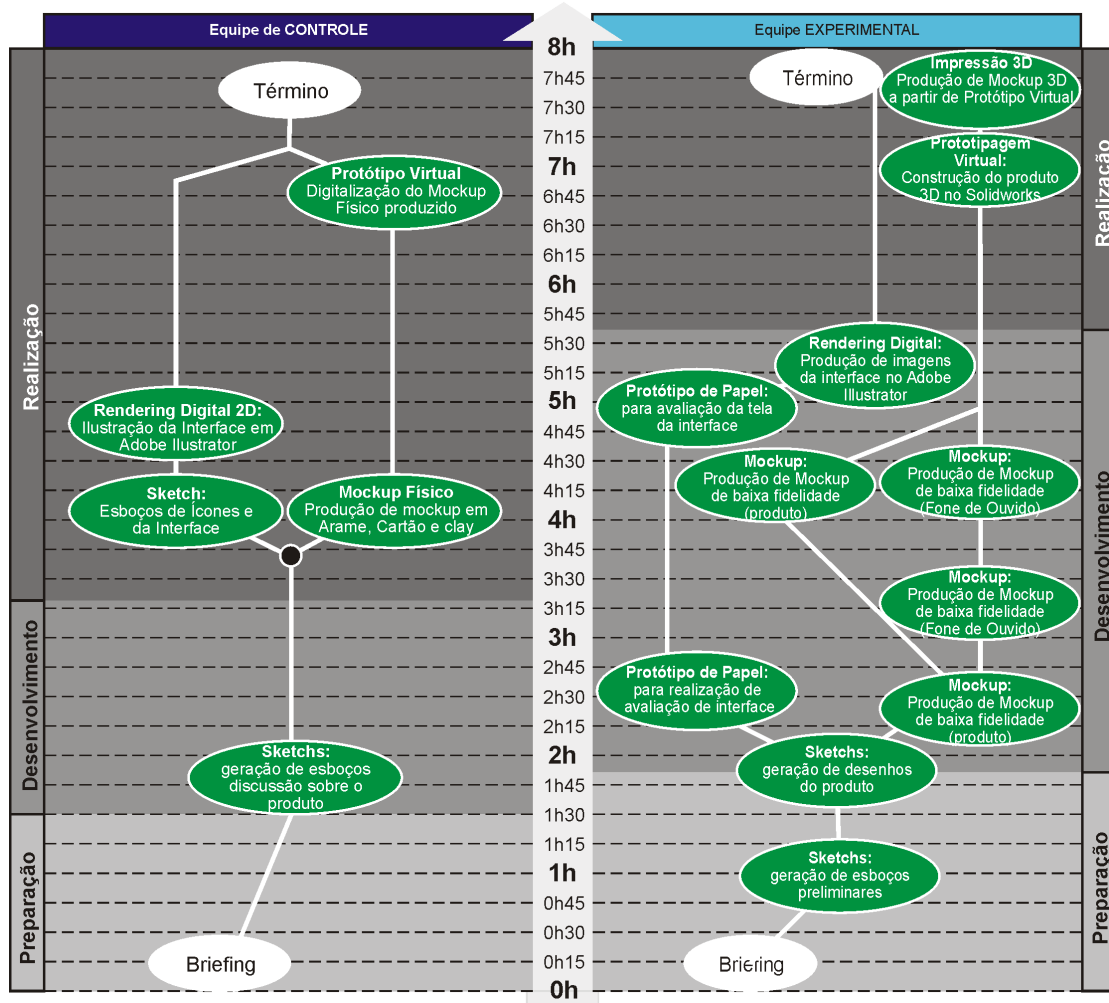 Equipe de CONTROLE
Equipe EXPERIMENTAL
8h
7h45
7h30
7h15
7h
6h45
6h30
6h15
6h
5h45
5h30
5h15
5h
4h45
4h30
4h15
4h
3h45
3h30
3h15
3h
2h45
2h30
2h15
2h
1h45
1h30
1h15
1h
0h45
0h30
0h15
0h
Realização
Desenvolvimento
Preparação
Término
Protótipo Virtual
Digitalização do Mockup
Físico produzido
Rendering Digital 2D:
Ilustração da Interface em
Adobe Ilustrator
Sketch:
Esboços de Ícones e
da Interface
Mockup Físico
Produção de mockup em
Arame, Cartão e clay
Sketchs:
geração de esboços
discussão sobre o
produto
Briefing
Término
Impressão 3D
Produção de Mockup 3D
a partir de Protótipo Virtual
Prototipagem
Virtual:
Construção do produto
3D no Solidworks
Rendering Digital:
Produção de imagens
da interface no Adobe
Illustrator
Protótipo de Papel:
para avaliação da tela
da interface
Mockup:
Produção de Mockup
de baixa fidelidade
(produto)
Mockup:
Produção de Mockup
de baixa fidelidade
(Fone de Ouvido)
Mockup:
Produção de Mockup
de baixa fidelidade
(Fone de Ouvido)
Protótipo de Papel:
para realização de
avaliação de interface
Mockup:
Produção de Mockup
de baixa fidelidade
(produto)
Sketchs:
geração de desenhos
do produto
Sketchs:
geração de esboços
preliminares
Realização
Desenvolvimento
Preparação